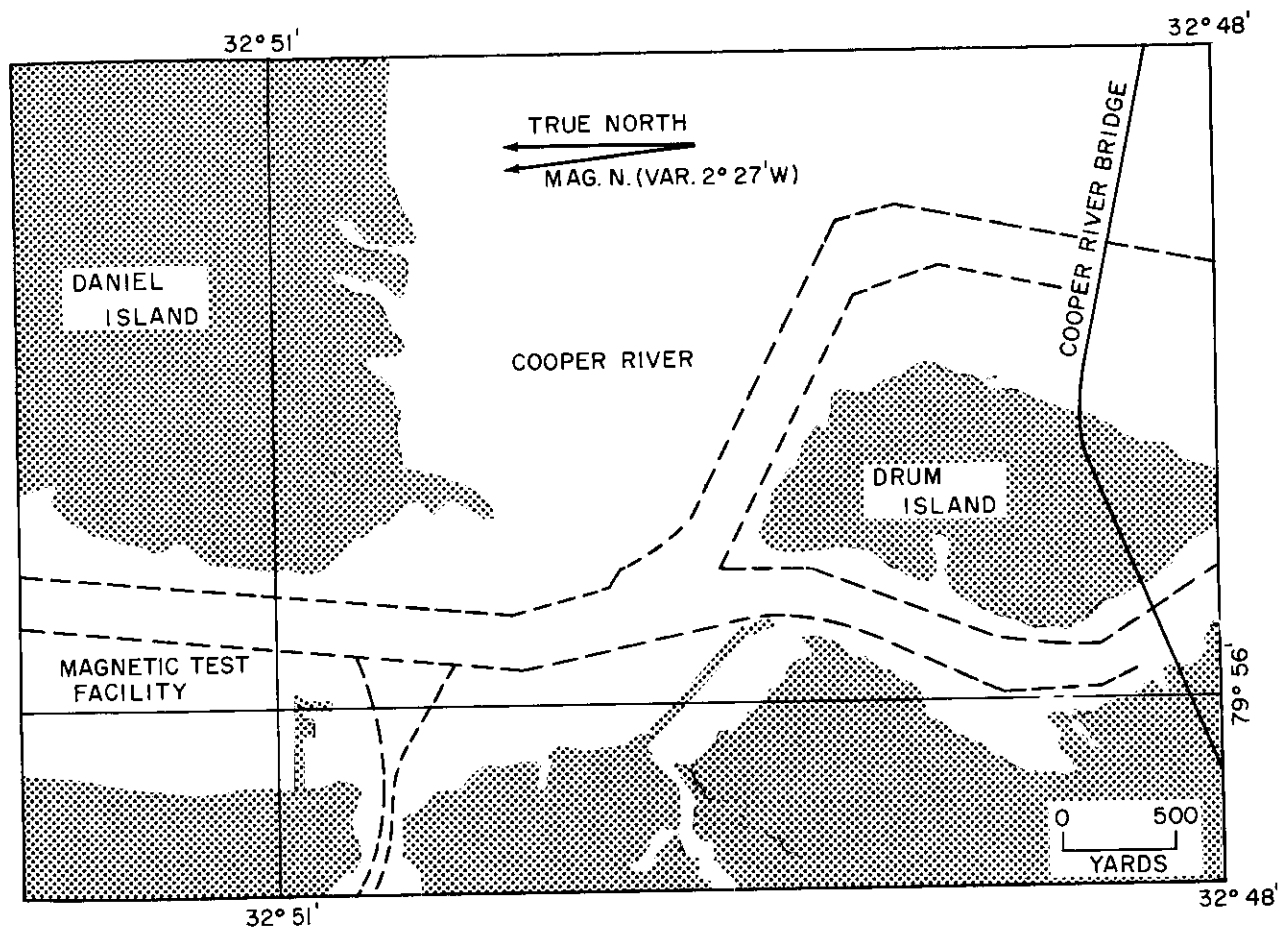 32° 51'
32° 48'
TRUE NORTH
MAG. N. (VAR. 2° 27' W)
COOPER RIVER BRIDGE
DANIEL
ISLAND
COOPER RIVER
DRUM
ISLAND
MAGNETIC TEST
FACILITY
79° 56'
0 500
YARDS
32° 51'
32° 48'